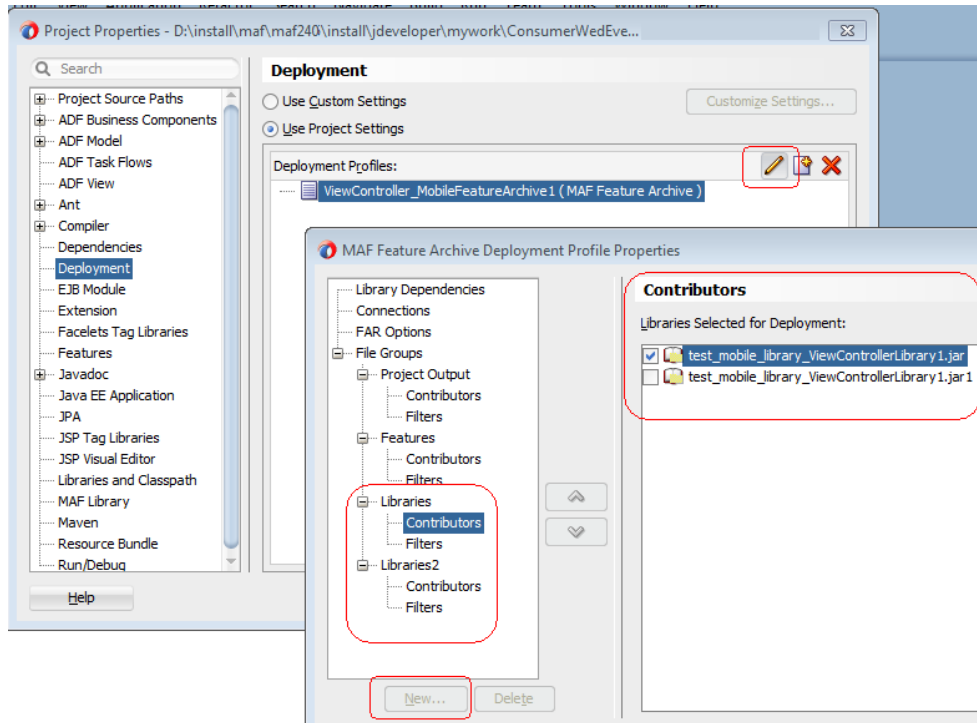 Project Properties - D:\install\maf\maf240\install\jdeveloper\mywork\ConsumerWedEve...
Search
Project Source Paths
ADF Business Components
ADF Model
ADF Task Flows
ADF View
Ant
Compiler
Dependencies
Deployment
EJB Module
Extension
Facelets Tag Libraries
Features
Javadoc
Java EE Application
JPA
JSP Tag Libraries
JSP Visual Editor
Libraries and Classpath
MAF Library
Maven
Resource Bundle
Run/Debug
Help
Deployment
Use Custom Settings
Customize Settings...
Use Project Settings
Deployment Profiles:
ViewController_MobileFeatureArchive1 ( MAF Feature Archive )
MAF Feature Archive Deployment Profile Properties
Library Dependencies
Connections
FAR Options
File Groups
Project Output
Contributors
Filters
Features
Contributors
Filters
Libraries
Contributors
Filters
Libraries2
Contributors
Filters
New...
Delete
Contributors
Libraries Selected for Deployment:
test_mobile_library_ViewControllerLibrary1.jar
test_mobile_library_ViewControllerLibrary1.jar1